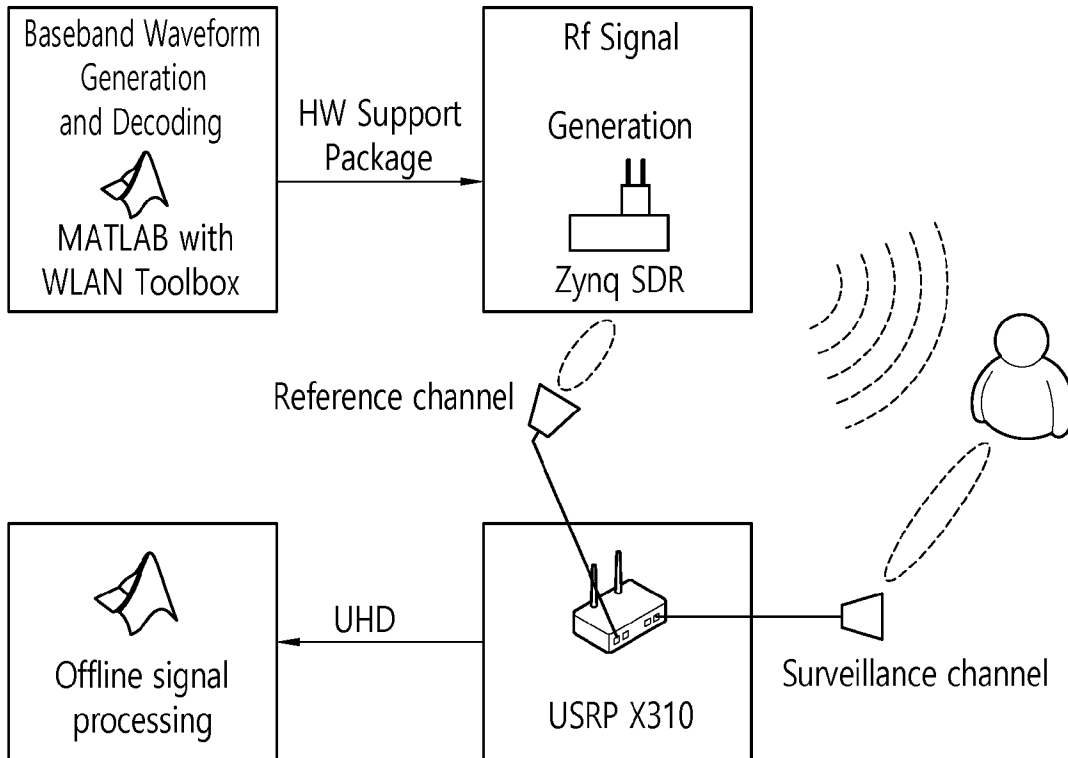 Baseband Waveform
Generation
and Decoding
MATLAB with
WLAN Toolbox
HW Support
Package
Rf Signal
Generation
Zynq SDR
Reference channel
Offline signal
processing
UHD
USRP X310
Surveillance channel